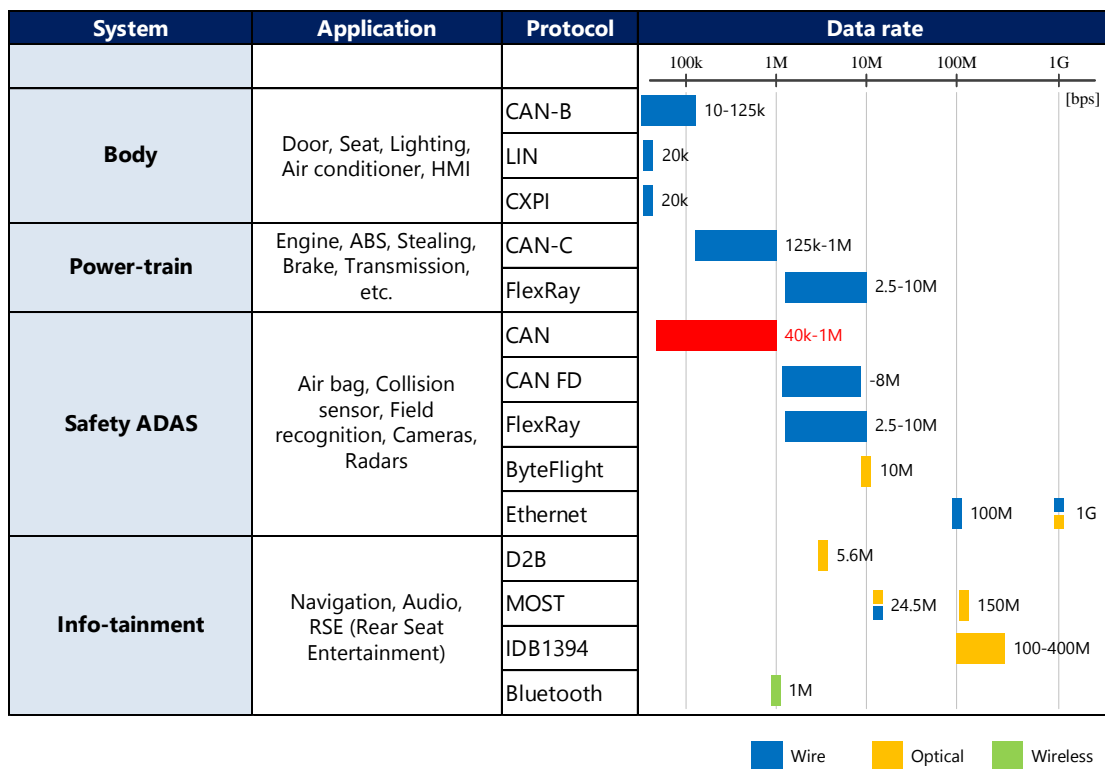 System Application Protocol Data rate
100k 1M 10M 100M 1G
[bps]
Body
Door, Seat, Lighting,
Air conditioner, HMI
CAN-B 10-125k
LIN 20k
CXPI 20k
Power-train
Engine, ABS, Stealing,
Brake, Transmission,
etc.
CAN-C 125k-1M
FlexRay 2.5-10M
Safety ADAS
Air bag, Collision
sensor, Field
recognition, Cameras,
Radars
CAN 40k-1M
CAN FD -8M
FlexRay 2.5-10M
ByteFlight 10M
Ethernet 100M 1G
Info-tainment
Navigation, Audio,
RSE (Rear Seat
Entertainment)
D2B 5.6M
MOST 24.5M 150M
IDB1394 100-400M
Bluetooth 1M
Wire Optical Wireless